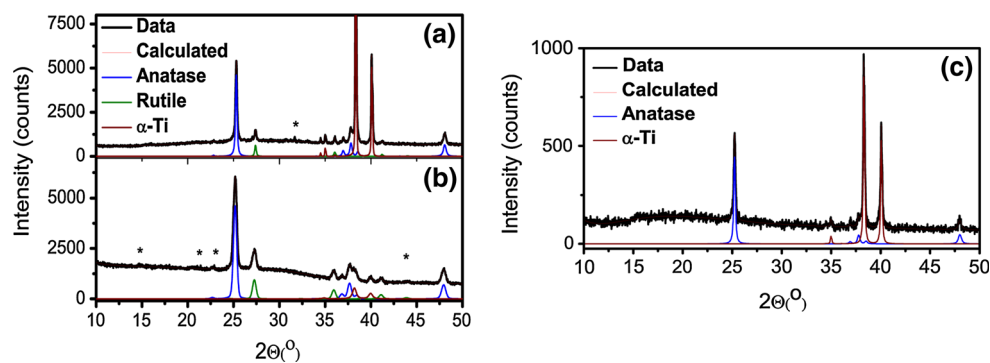 7500
5000
2500
0
Intensity (counts)
Data
Calculated
Anatase
Rutile
α-Ti
(a)
*
5000
2500
0
(b)
* * * *
10 15 20 25 30 35 40 45 50
2Θ(°)
1000
500
0
Intensity (counts)
Data
Calculated
Anatase
α-Ti
(c)
10 15 20 25 30 35 40 45 50
2Θ(°)